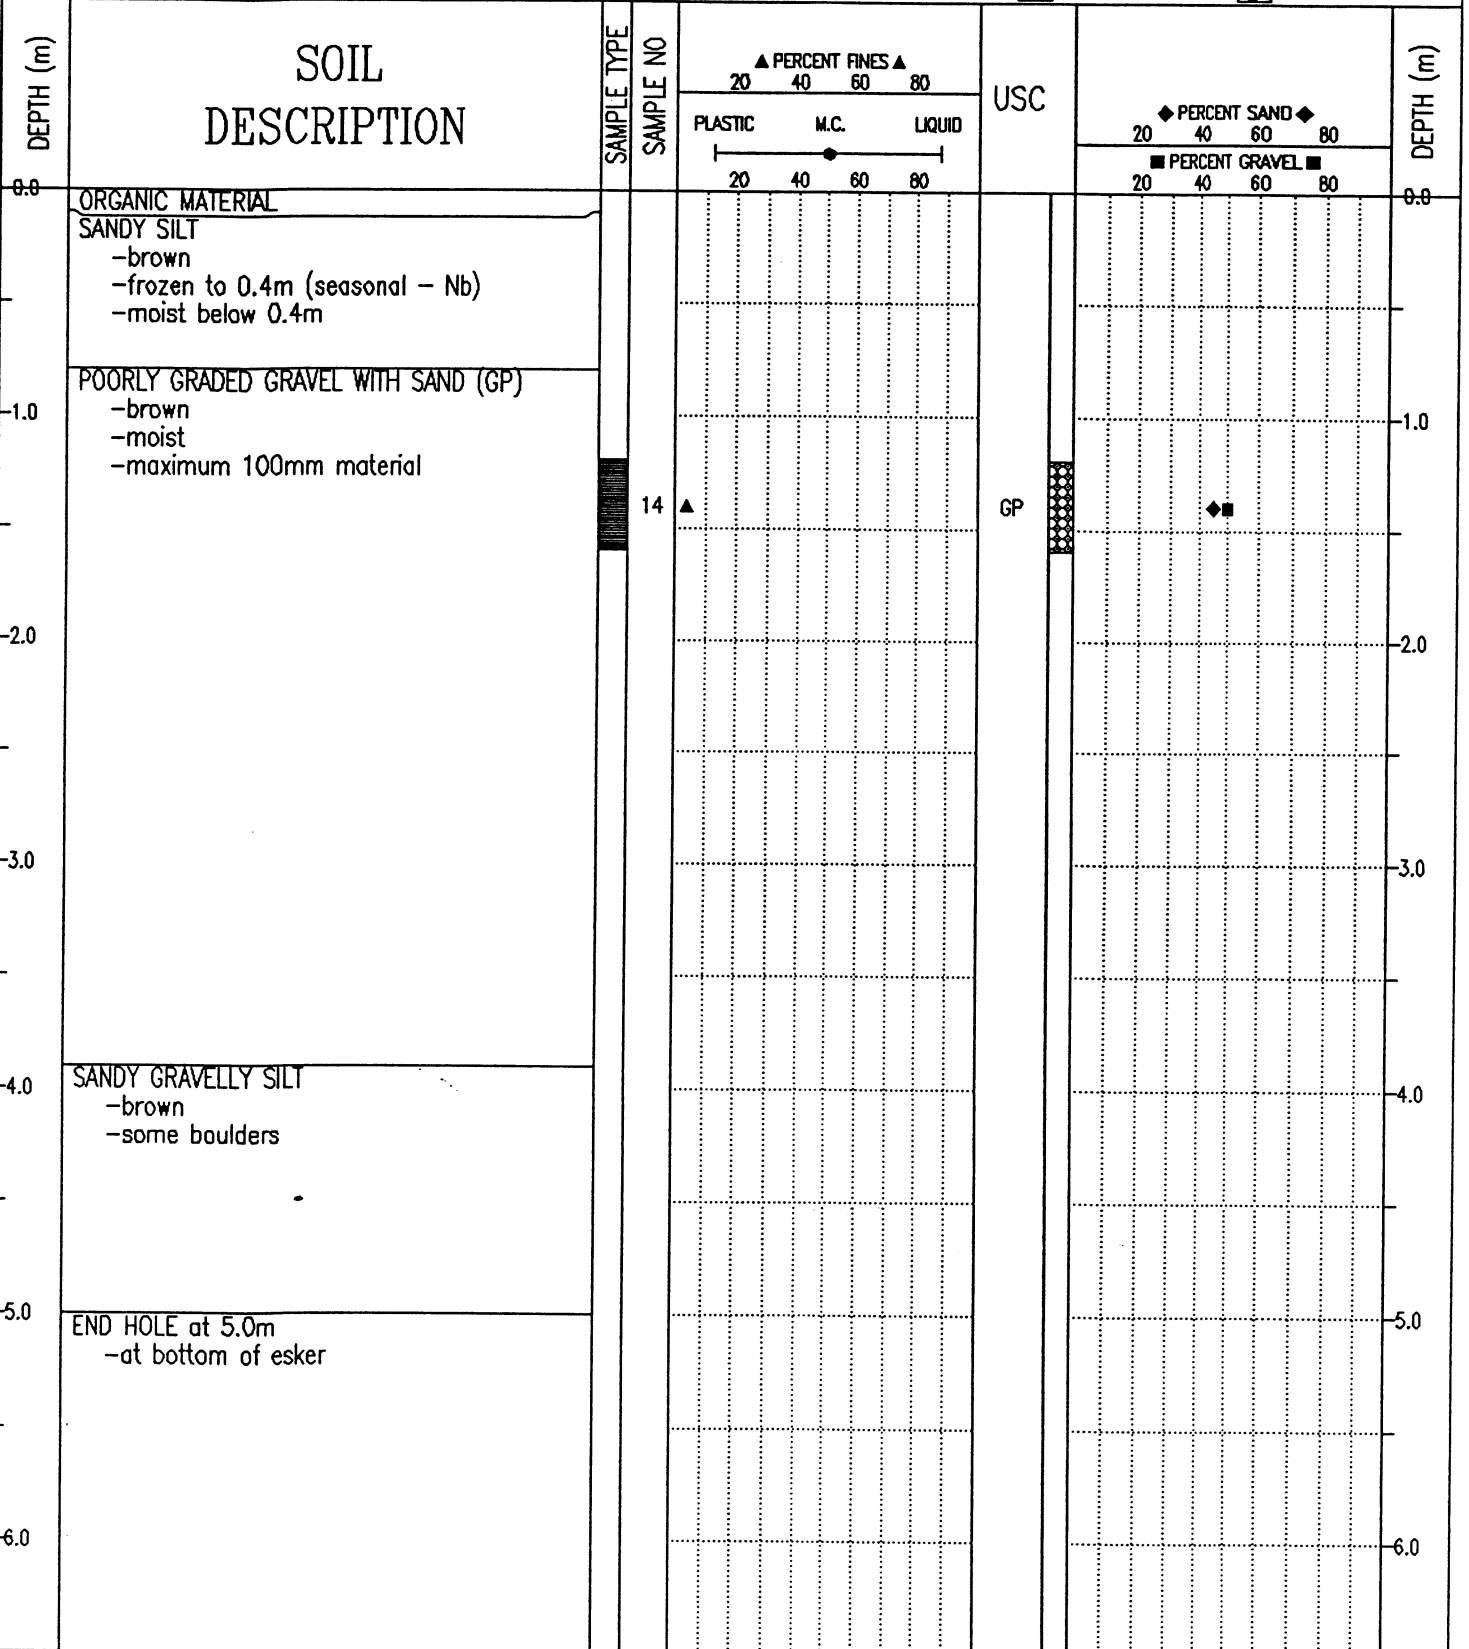 DEPTH (m)
SOIL
DESCRIPTION
SAMPLE TYPE
SAMPLE NO
▲ PERCENT FINES ▲
20 40 60 80
PLASTIC M.C. LIQUID
20 40 60 80
USC
◆ PERCENT SAND ◆
20 40 60 80
■ PERCENT GRAVEL ■
20 40 60 80
DEPTH (m)
0.0
ORGANIC MATERIAL
0.0
SANDY SILT
-brown
-frozen to 0.4m (seasonal - Nb)
-moist below 0.4m
POORLY GRADED GRAVEL WITH SAND (GP)
1.0
-brown
1.0
-moist
-maximum 100mm material
14
GP
2.0
2.0
3.0
3.0
SANDY GRAVELLY SILT
4.0
4.0
-brown
-some boulders
5.0
5.0
END HOLE at 5.0m
-at bottom of esker
6.0
6.0